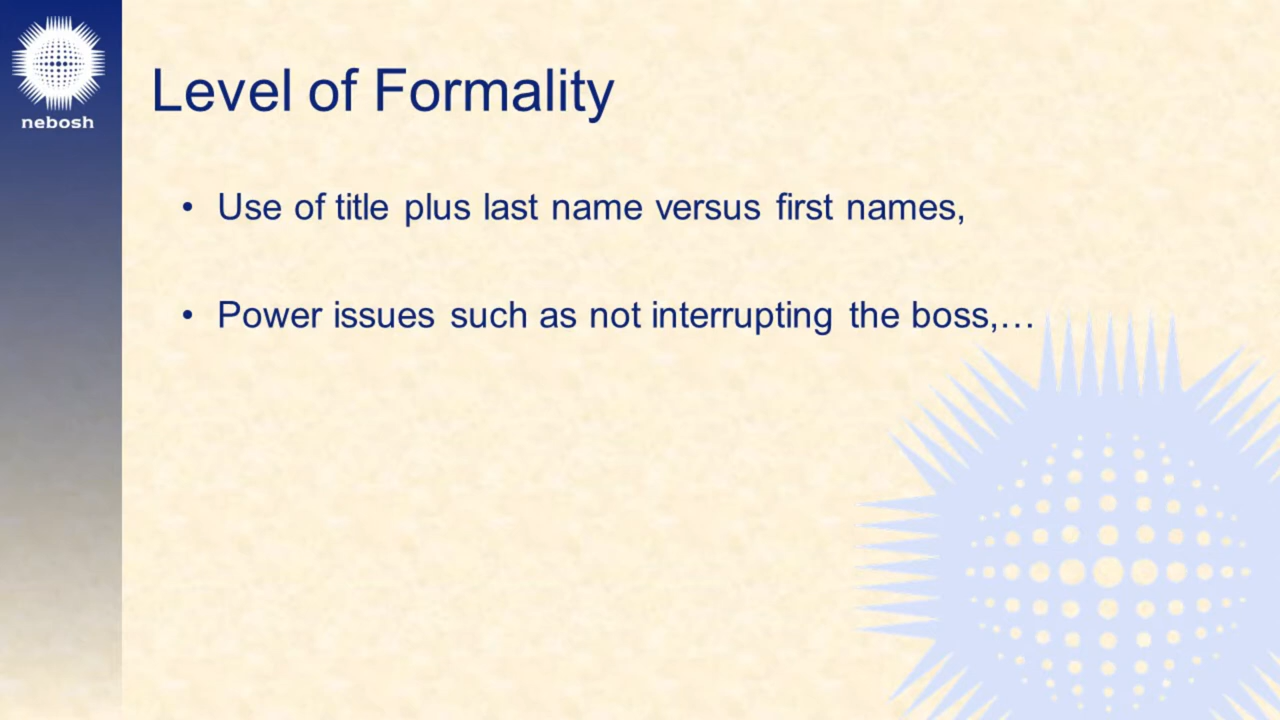 nebosh
Level of Formality
• Use of title plus last name versus first names,
• Power issues such as not interrupting the boss,…